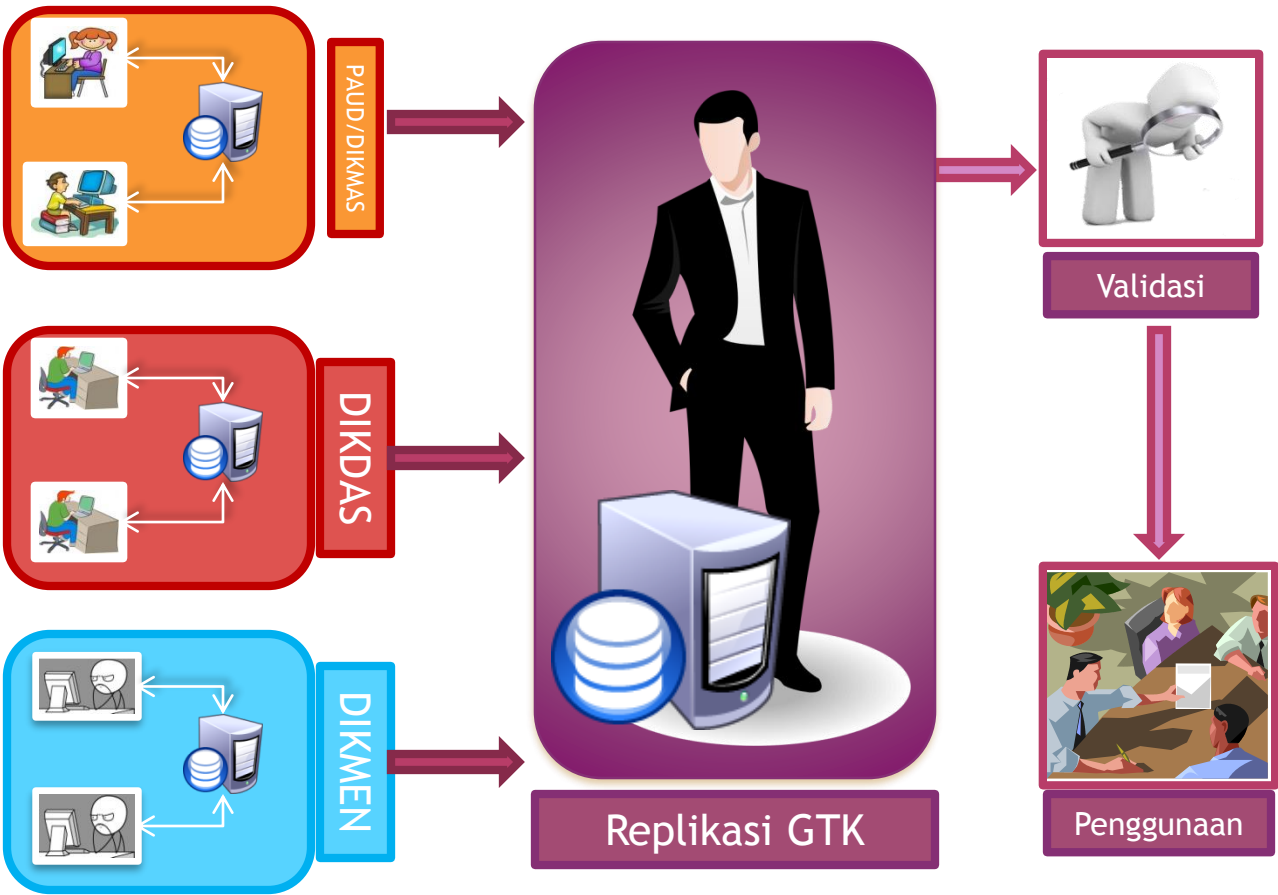 PAUD/DIKMAS
DIKDAS
DIKMEN
Replikasi GTK
Validasi
Penggunaan